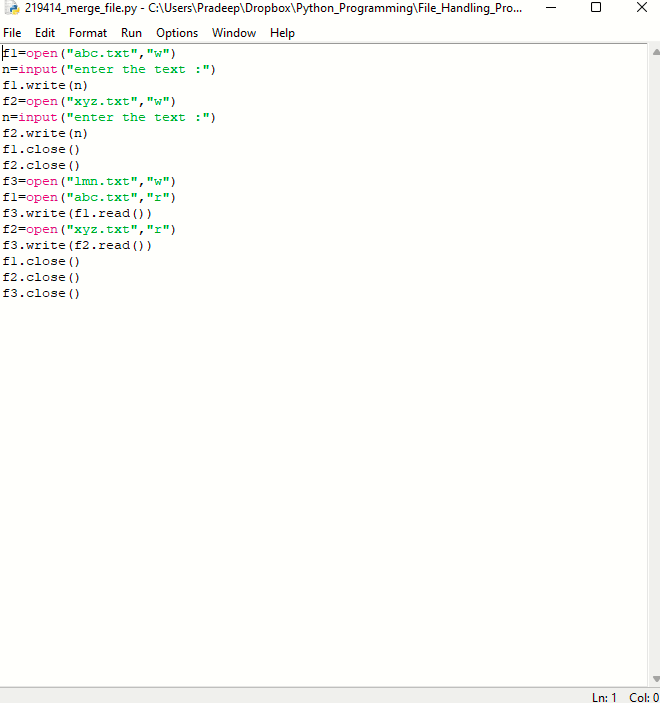 219414_merge_file.py - C:\Users\Pradeep\Dropbox\Python_Programming\File_Handling_Pro...
File Edit Format Run Options Window Help
f1=open("abc.txt","w")
n=input("enter the text :")
f1.write(n)
f2=open("xyz.txt","w")
n=input("enter the text :")
f2.write(n)
f1.close()
f2.close()
f3=open("lmn.txt","w")
f1=open("abc.txt","r")
f3.write(f1.read())
f2=open("xyz.txt","r")
f3.write(f2.read())
f1.close()
f2.close()
f3.close()
Ln: 1 Col: 0